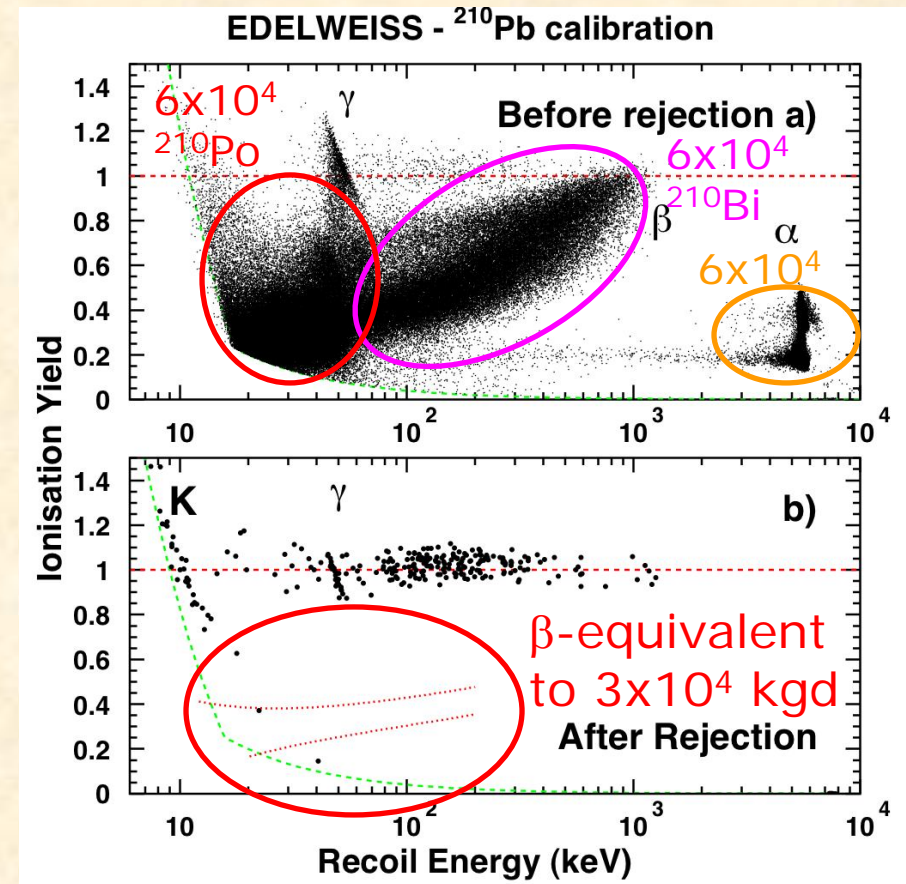 EDELWEISS - ²¹⁰Pb calibration
Ionisation Yield
1.4
1.2
1
0.8
0.6
0.4
0.2
0
6x10⁴
²¹⁰Po
γ
Before rejection a)
6x10⁴
²¹⁰Bi
β
α
6x10⁴
10
10²
10³
10⁴
1.4
1.2
1
0.8
0.6
0.4
0.2
0
K
γ
b)
β-equivalent
to 3x10⁴ kgd
After Rejection
10
10²
10³
10⁴
Recoil Energy (keV)